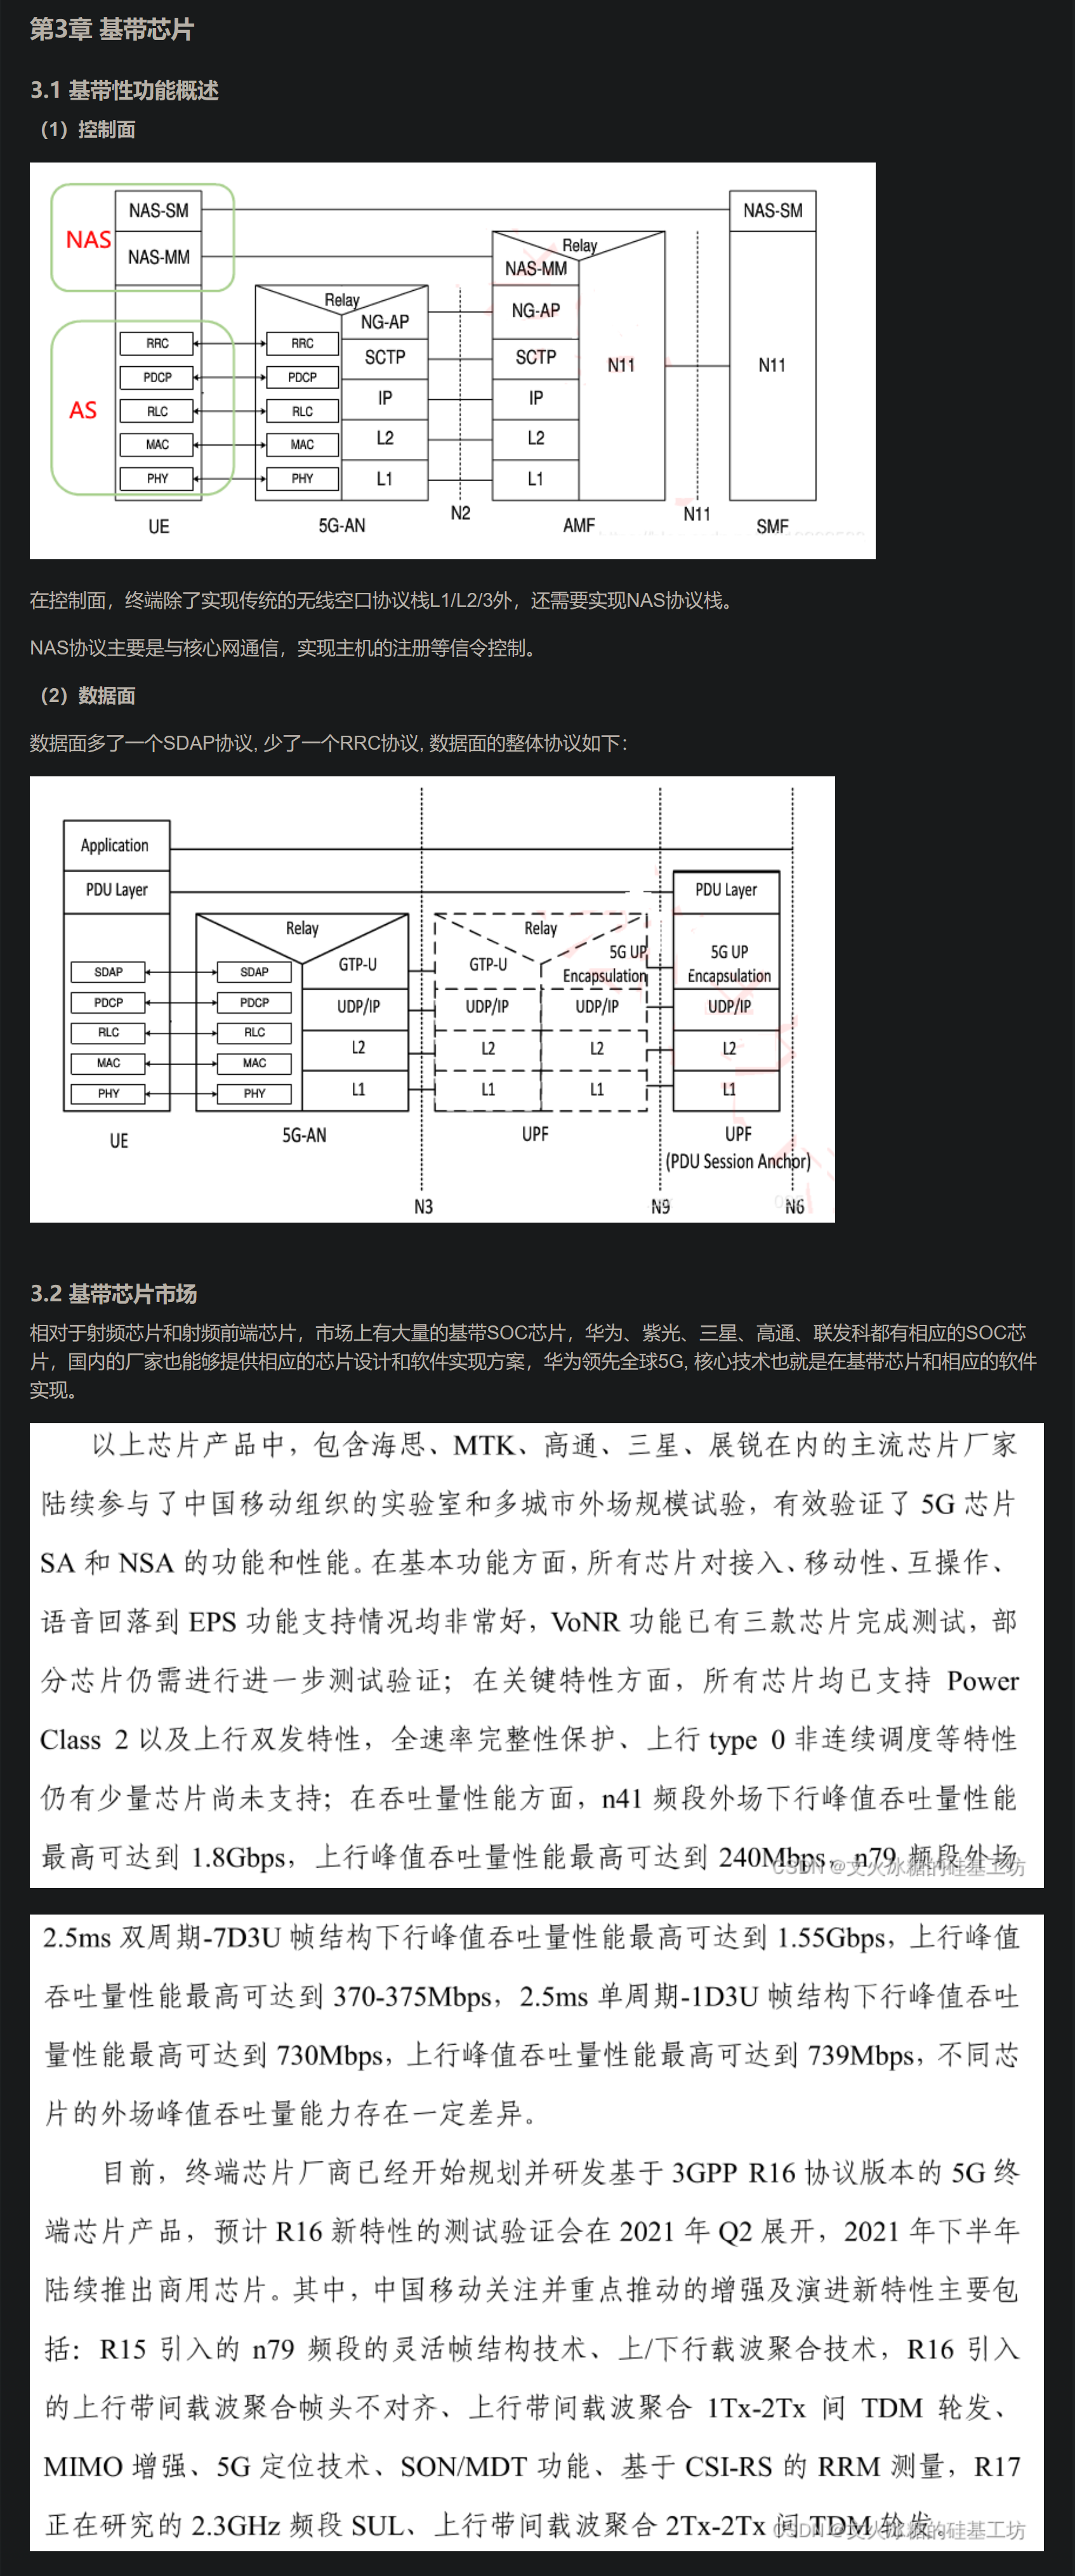 第3章 基带芯片
3.1 基带性功能概述
（1）控制面
NAS
NAS-SM
NAS-SM
NAS-MM
Relay
NAS-MM
Relay
NG-AP
NG-AP
AS
RRC
RRC
SCTP
SCTP
N11
N11
PDCP
PDCP
IP
IP
RLC
RLC
L2
L2
MAC
MAC
L1
L1
PHY
PHY
UE
5G-AN
N2
AMF
N11
SMF
在控制面，终端除了实现传统的无线空口协议栈L1/L2/3外，还需要实现NAS协议栈。
NAS协议主要是与核心网通信，实现主机的注册等信令控制。
（2）数据面
数据面多了一个SDAP协议, 少了一个RRC协议, 数据面的整体协议如下：
Application
PDU Layer
PDU Layer
Relay
Relay
GTP-U
GTP-U
5G UP
Encapsulation
5G UP
Encapsulation
SDAP
SDAP
PDCP
PDCP
UDP/IP
UDP/IP
UDP/IP
UDP/IP
RLC
RLC
L2
L2
L2
L2
MAC
MAC
L1
L1
L1
L1
PHY
PHY
UE
5G-AN
UPF
UPF
(PDU Session Anchor)
N3
N9
N6
3.2 基带芯片市场
相对于射频芯片和射频前端芯片，市场上有大量的基带SOC芯片，华为、紫光、三星、高通、联发科都有相应的SOC芯
片，国内的厂家也能够提供相应的芯片设计和软件实现方案，华为领先全球5G, 核心技术也就是在基带芯片和相应的软件
实现。
以上芯片产品中，包含海思、MTK、高通、三星、展锐在内的主流芯片厂家
陆续参与了中国移动组织的实验室和多城市外场规模试验，有效验证了 5G 芯片
SA 和 NSA 的功能和性能。在基本功能方面，所有芯片对接入、移动性、互操作、
语音回落到 EPS 功能支持情况均非常好，VoNR 功能已有三款芯片完成测试，部
分芯片仍需进行进一步测试验证；在关键特性方面，所有芯片均已支持 Power
Class 2 以及上行双发特性，全速率完整性保护、上行 type 0 非连续调度等特性
仍有少量芯片尚未支持；在吞吐量性能方面，n41 频段外场下行峰值吞吐量性能
最高可达到 1.8Gbps，上行峰值吞吐量性能最高可达到 240Mbps，n79 频段外场
CSDN @文火冰糖的硅基工坊
2.5ms 双周期-7D3U 帧结构下行峰值吞吐量性能最高可达到 1.55Gbps，上行峰值
吞吐量性能最高可达到 370-375Mbps，2.5ms 单周期-1D3U 帧结构下行峰值吞吐
量性能最高可达到 730Mbps，上行峰值吞吐量性能最高可达到 739Mbps，不同芯
片的外场峰值吞吐量能力存在一定差异。
目前，终端芯片厂商已经开始规划并研发基于 3GPP R16 协议版本的 5G 终
端芯片产品，预计 R16 新特性的测试验证会在 2021 年 Q2 展开，2021 年下半年
陆续推出商用芯片。其中，中国移动关注并重点推动的增强及演进新特性主要包
括：R15 引入的 n79 频段的灵活帧结构技术、上/下行载波聚合技术，R16 引入
的上行带间载波聚合帧头不对齐、上行带间载波聚合 1Tx-2Tx 间 TDM 轮发、
MIMO 增强、5G 定位技术、SON/MDT 功能、基于 CSI-RS 的 RRM 测量，R17
正在研究的 2.3GHz 频段 SUL、上行带间载波聚合 2Tx-2Tx 间 TDM 轮发。
CSDN @文火冰糖的硅基工坊